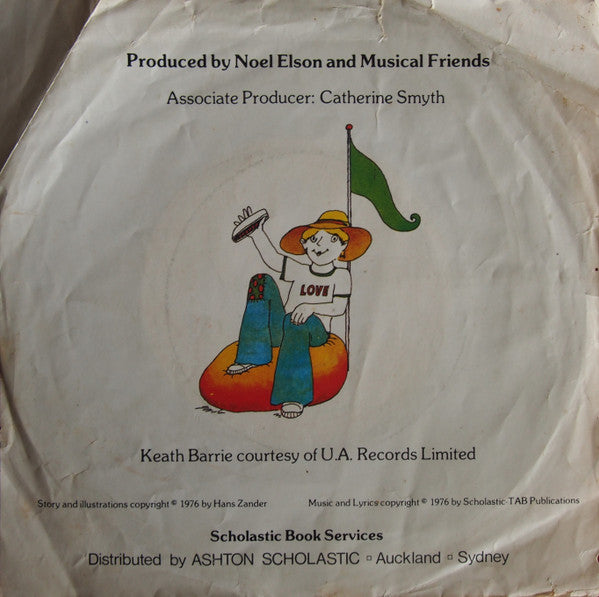 Produced by Noel Elson and Musical Friends
Associate Producer: Catherine Smyth
LOVE
Keath Barrie courtesy of U.A. Records Limited
Story and illustrations copyright © 1976 by Hans Zander
Music and Lyrics copyright © 1976 by Scholastic-TAB Publications
Scholastic Book Services
Distributed by ASHTON SCHOLASTIC ▫ Auckland ▫ Sydney